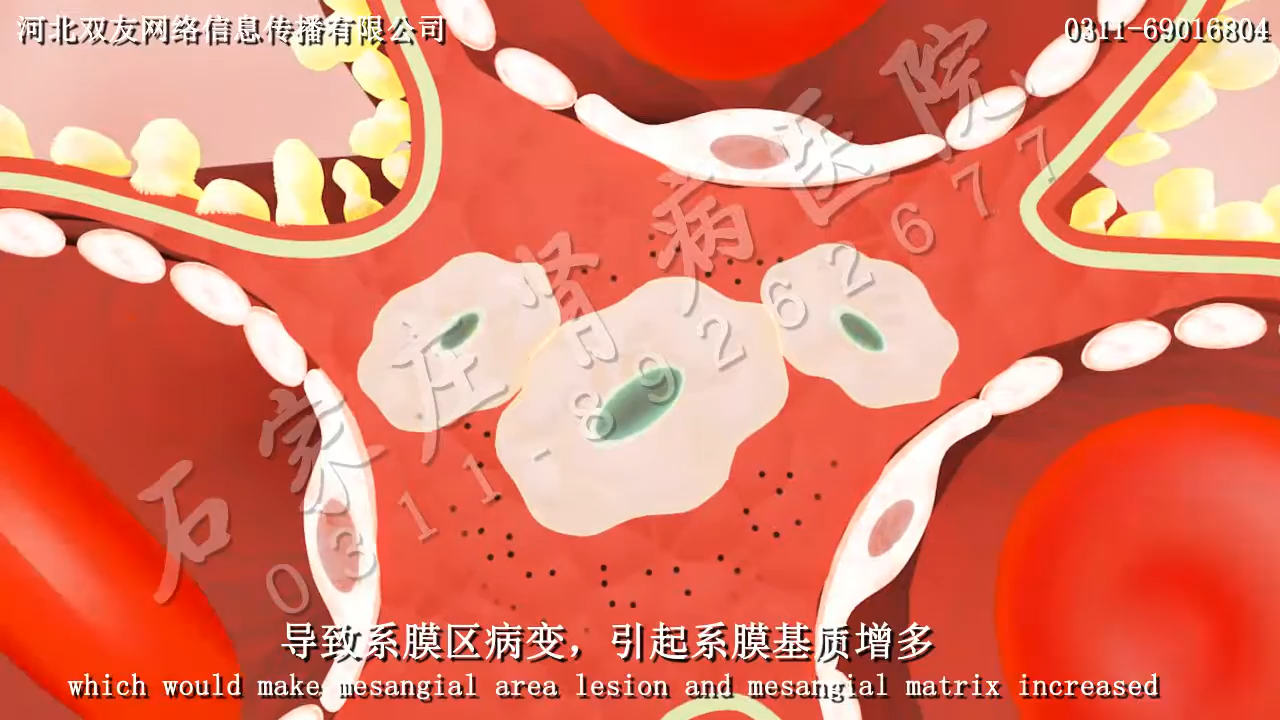 河北双友网络信息传播有限公司
0311-69016804
石家庄肾病医院
0311-89262677
导致系膜区病变，引起系膜基质增多
which would make mesangial area lesion and mesangial matrix increased